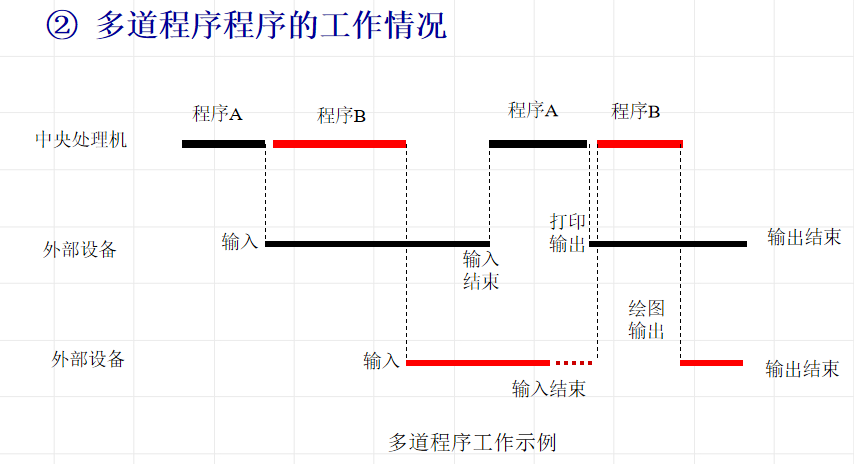 ② 多道程序程序的工作情况
程序A
程序B
程序A
程序B
中央处理机
外部设备
输入
输入
结束
打印
输出
输出结束
绘图
输出
外部设备
输入
输入结束
输出结束
多道程序工作示例